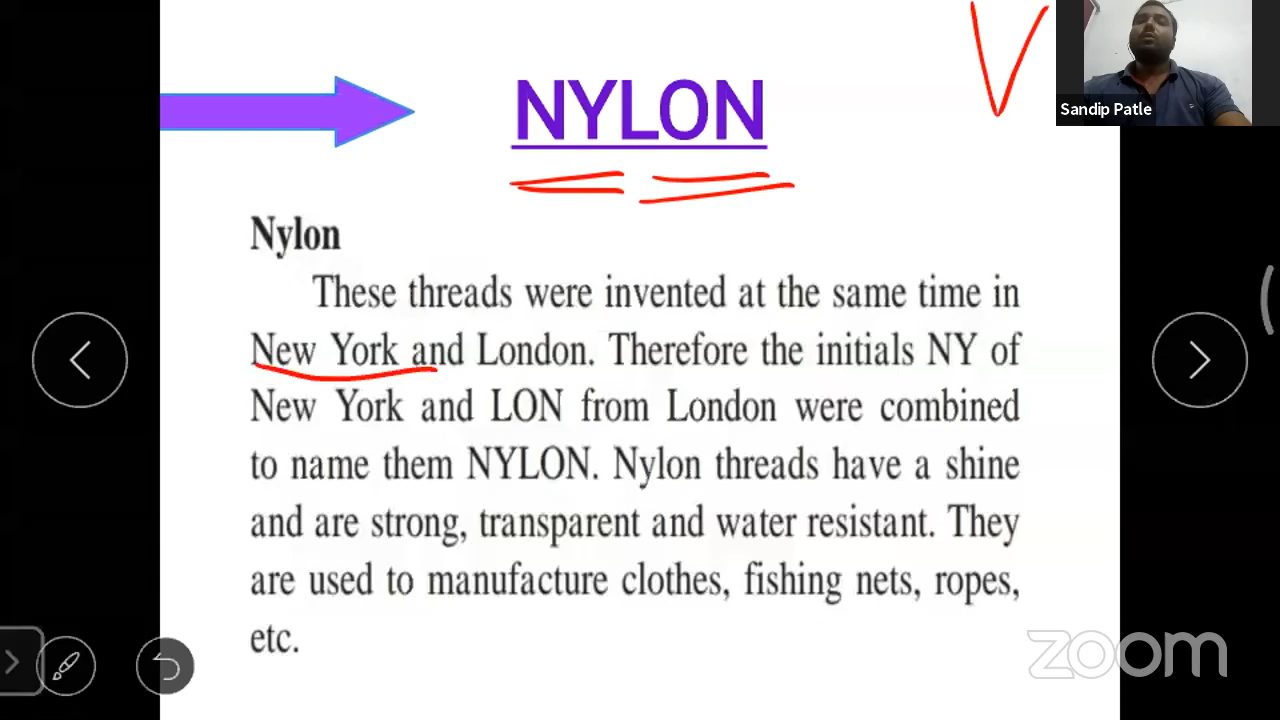 NYLON
Sandip Patle
Nylon
These threads were invented at the same time in
New York and London. Therefore the initials NY of
New York and LON from London were combined
to name them NYLON. Nylon threads have a shine
and are strong, transparent and water resistant. They
are used to manufacture clothes, fishing nets, ropes,
etc.
zoom